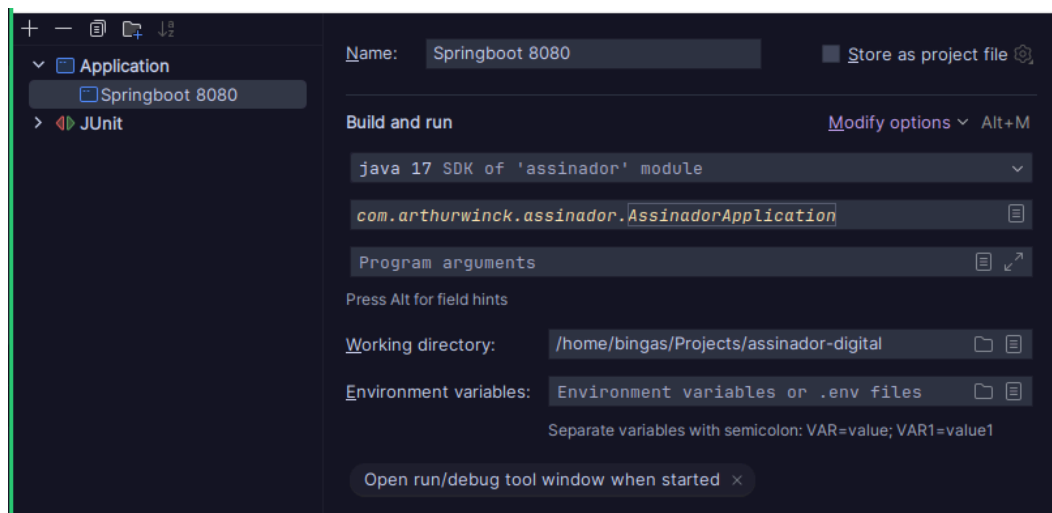 Application
Springboot 8080
JUnit
Name: Springboot 8080 Store as project file
Build and run Modify options Alt+M
java 17 SDK of 'assinador' module
com.arthurwinck.assinador.AssinadorApplication
Program arguments
Press Alt for field hints
Working directory: /home/bingas/Projects/assinador-digital
Environment variables: Environment variables or .env files
Separate variables with semicolon: VAR=value; VAR1=value1
Open run/debug tool window when started ×